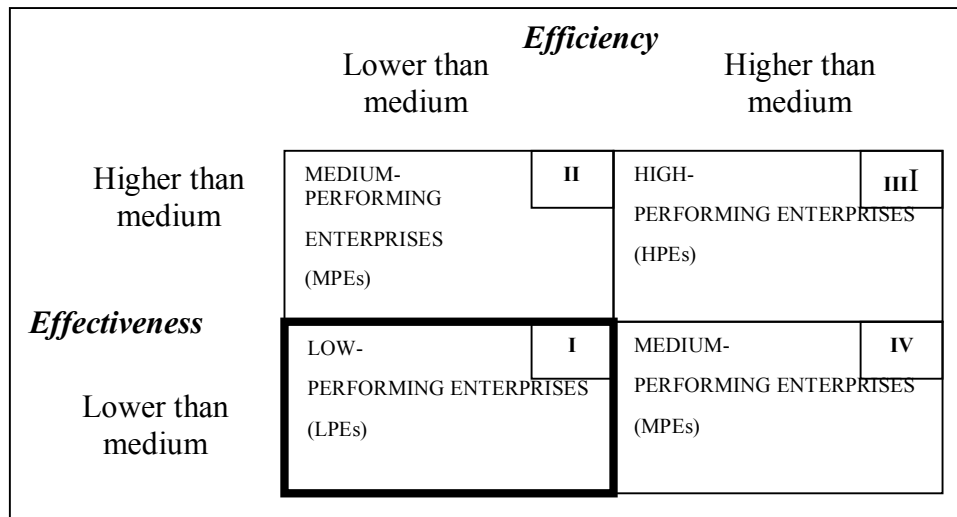 Efficiency
Lower than
medium
Higher than
medium
Higher than
medium
MEDIUM-
PERFORMING
ENTERPRISES
(MPEs)
II
HIGH-
PERFORMING ENTERPRISES
(HPEs)
IIII
Effectiveness
Lower than
medium
LOW-
PERFORMING ENTERPRISES
(LPEs)
I
MEDIUM-
PERFORMING ENTERPRISES
(MPEs)
IV